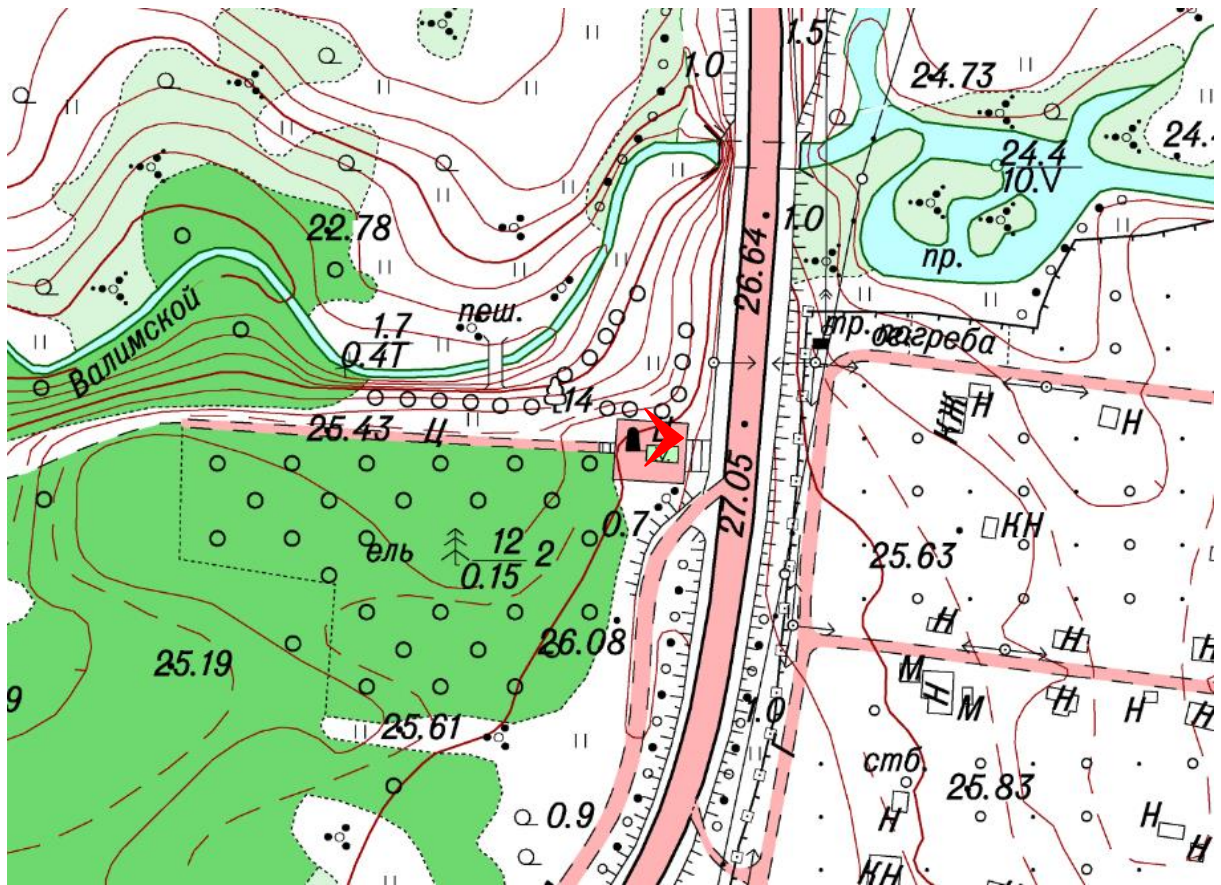 1.5
1.0
24.73
24.4
10.V
24.
22.78
1.0
26.64
пр.
Валимской
1.7
0.4Т
пеш.
тр.
погреба
14
25.43
Ц
Н
КЖ
Н
27.05
0.7
КН
ель
12
0.15
2
25.63
26.08
Н
Н
Н
25.19
М
Н
М
Н
Н
Н
9
25.61
1.0
Г
стб.
25.83
0.9
Н
Н
Н
КН